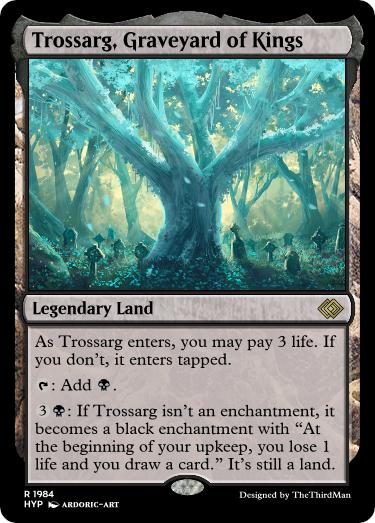 Trossarg, Graveyard of Kings
Legendary Land
As Trossarg enters, you may pay 3 life. If
you don't, it enters tapped.
: Add .
3 : If Trossarg isn't an enchantment, it
becomes a black enchantment with “At
the beginning of your upkeep, you lose 1
life and you draw a card.” It's still a land.
R 1984
HYP ARDORIC-ART
Designed by TheThirdMan